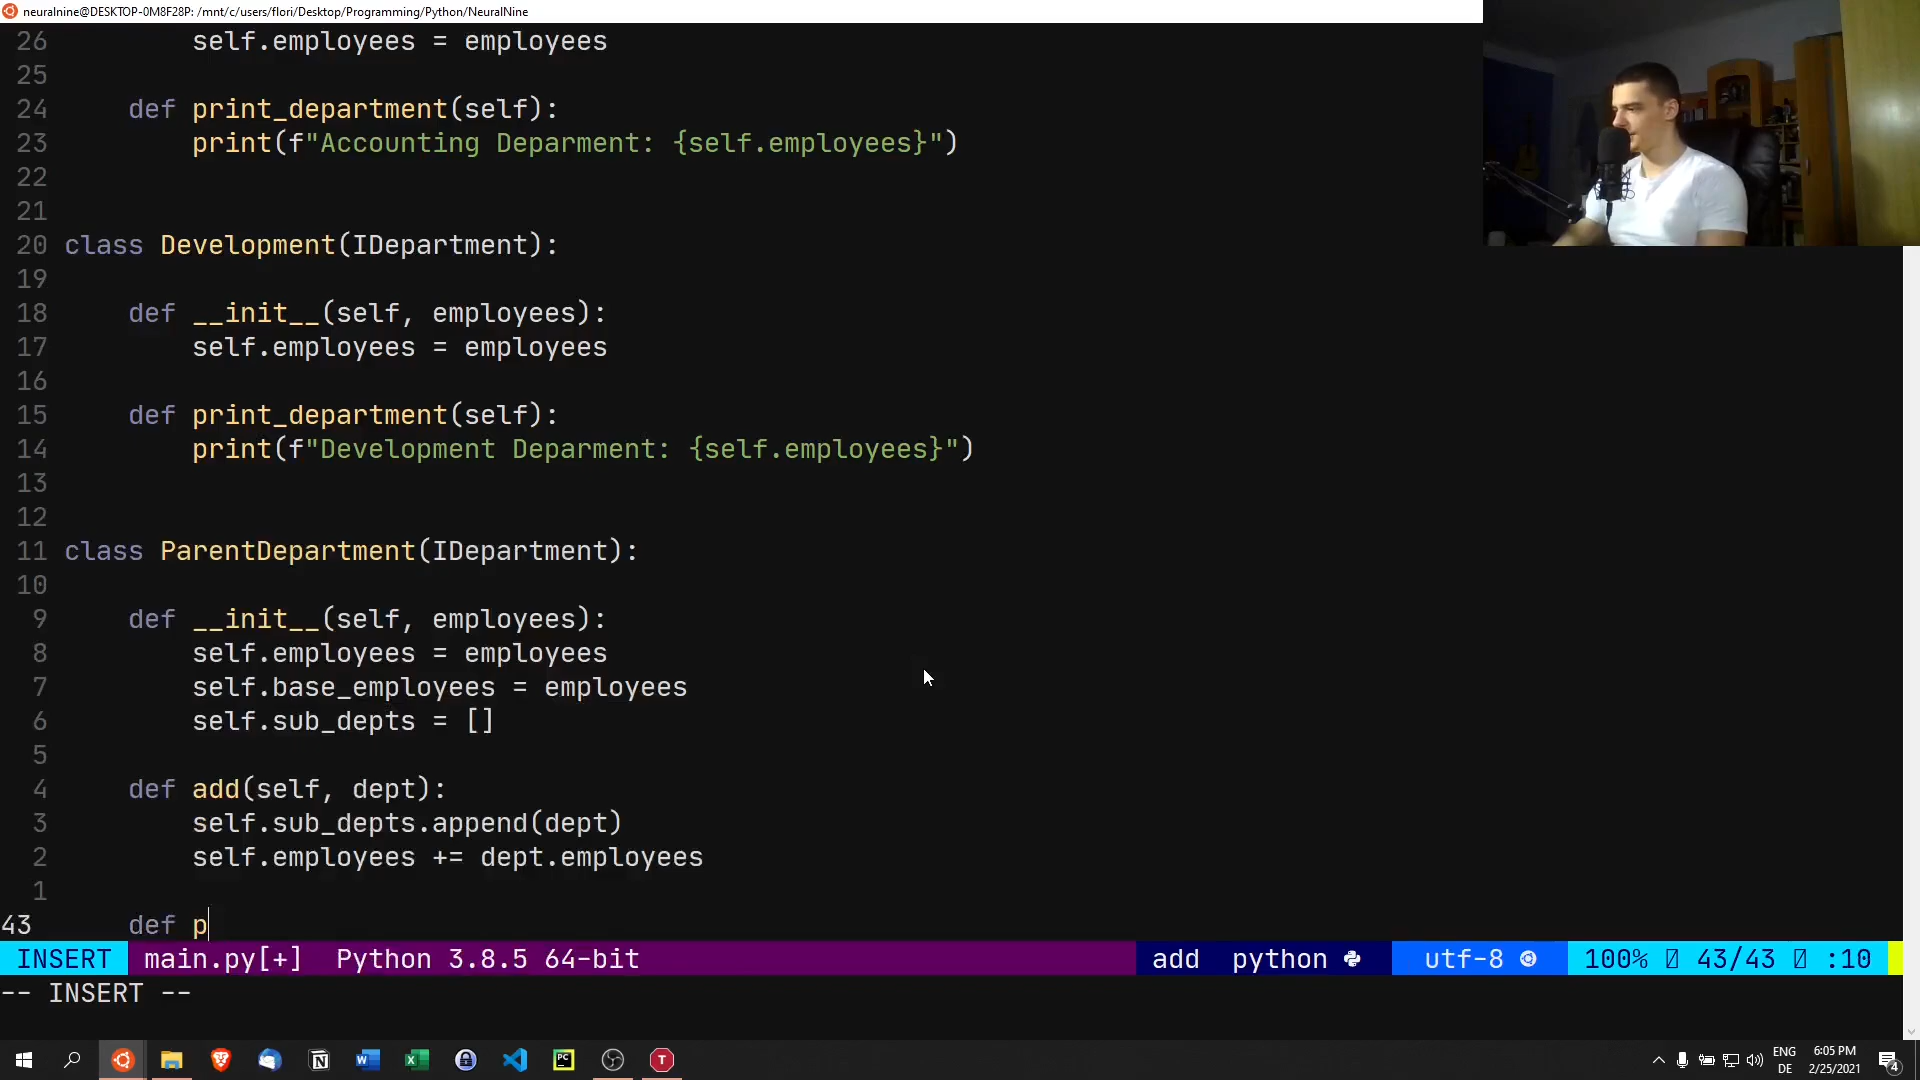 neuralnine@DESKTOP-0M8F28P: /mnt/c/users/flori/Desktop/Programming/Python/NeuralNine
26 self.employees = employees
25
24 def print_department(self):
23 print(f"Accounting Deparment: {self.employees}")
22
21
20 class Development(IDepartment):
19
18 def __init__(self, employees):
17 self.employees = employees
16
15 def print_department(self):
14 print(f"Development Deparment: {self.employees}")
13
12
11 class ParentDepartment(IDepartment):
10
9 def __init__(self, employees):
8 self.employees = employees
7 self.base_employees = employees
6 self.sub_depts = []
5
4 def add(self, dept):
3 self.sub_depts.append(dept)
2 self.employees += dept.employees
1
43 def p
INSERT main.py[+] Python 3.8.5 64-bit add python utf-8 100% 43/43 :10
-- INSERT --
ENG 6:05 PM
DE 2/25/2021 4